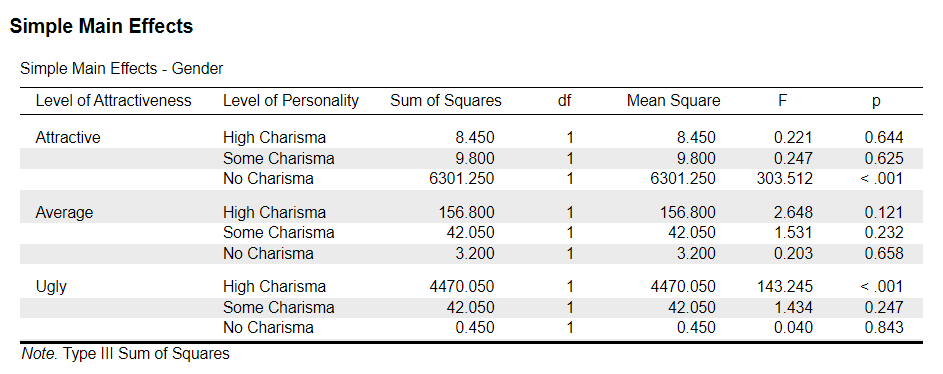 Simple Main Effects
Simple Main Effects - Gender
Level of Attractiveness Level of Personality Sum of Squares df Mean Square F p
Attractive High Charisma 8.450 1 8.450 0.221 0.644
Some Charisma 9.800 1 9.800 0.247 0.625
No Charisma 6301.250 1 6301.250 303.512 < .001
Average High Charisma 156.800 1 156.800 2.648 0.121
Some Charisma 42.050 1 42.050 1.531 0.232
No Charisma 3.200 1 3.200 0.203 0.658
Ugly High Charisma 4470.050 1 4470.050 143.245 < .001
Some Charisma 42.050 1 42.050 1.434 0.247
No Charisma 0.450 1 0.450 0.040 0.843
Note. Type III Sum of Squares